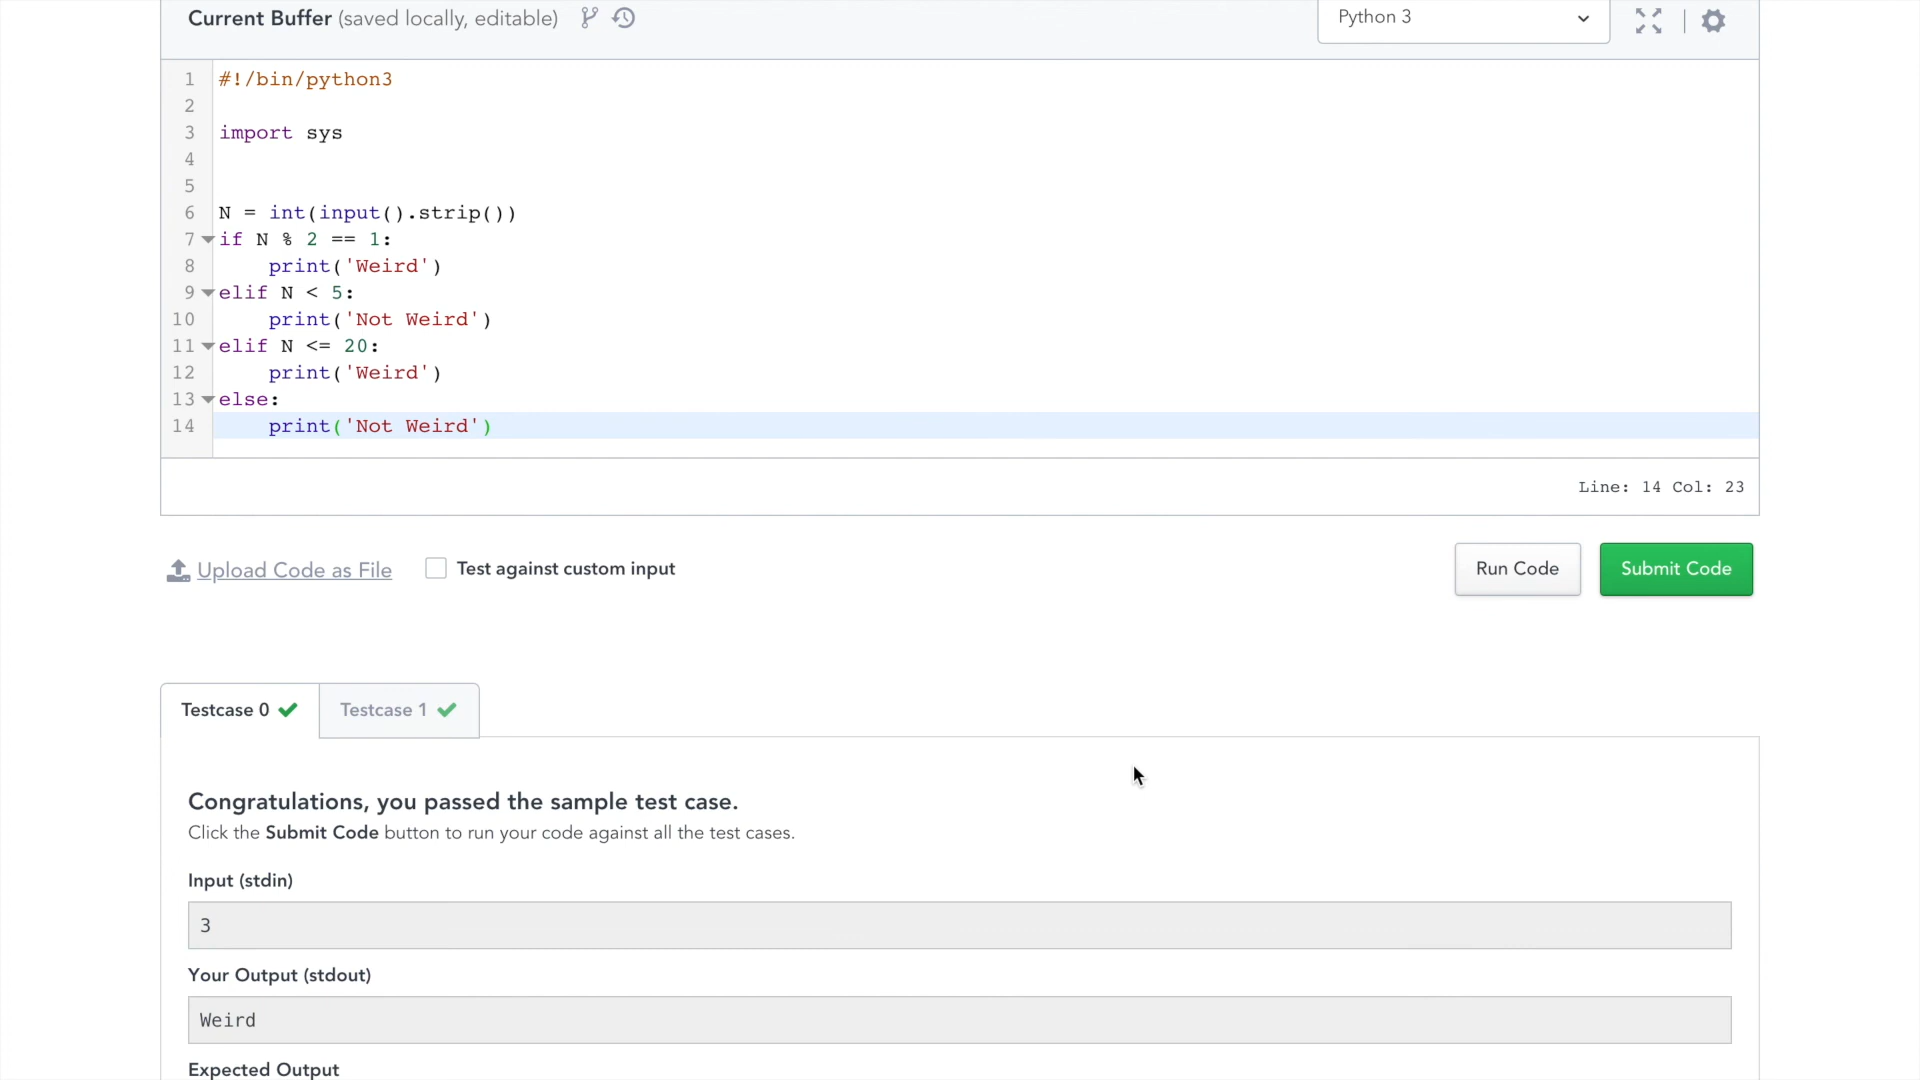 Current Buffer (saved locally, editable)
Python 3
1 #!/bin/python3
2
3 import sys
4
5
6 N = int(input().strip())
7 if N % 2 == 1:
8     print('Weird')
9 elif N < 5:
10     print('Not Weird')
11 elif N <= 20:
12     print('Weird')
13 else:
14     print('Not Weird')
Line: 14 Col: 23
Upload Code as File
Test against custom input
Run Code
Submit Code
Testcase 0
Testcase 1
Congratulations, you passed the sample test case.
Click the Submit Code button to run your code against all the test cases.
Input (stdin)
3
Your Output (stdout)
Weird
Expected Output